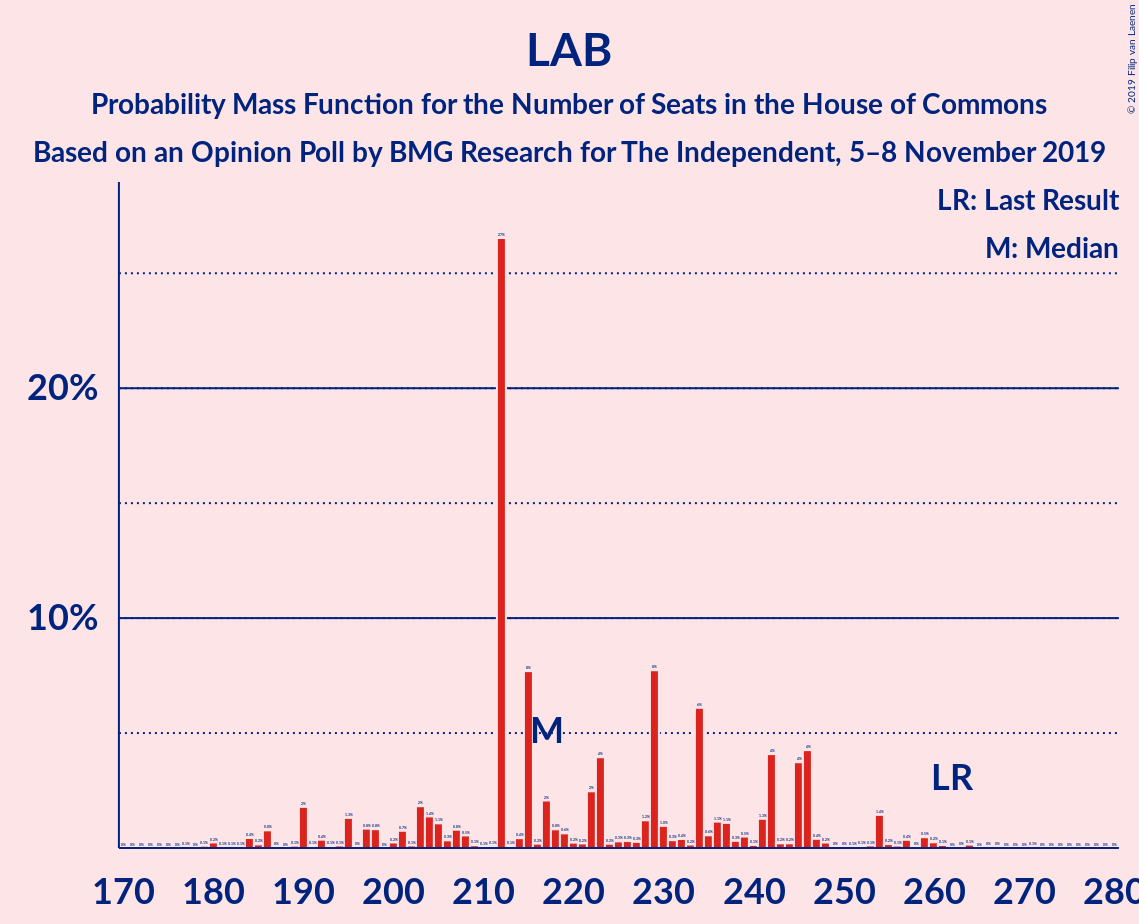 LAB
Probability Mass Function for the Number of Seats in the House of Commons
Based on an Opinion Poll by BMG Research for The Independent, 5–8 November 2019
© 2019 Filip van Laenen
LR: Last Result
M: Median
20%
10%
M
LR
170 180 190 200 210 220 230 240 250 260 270 280